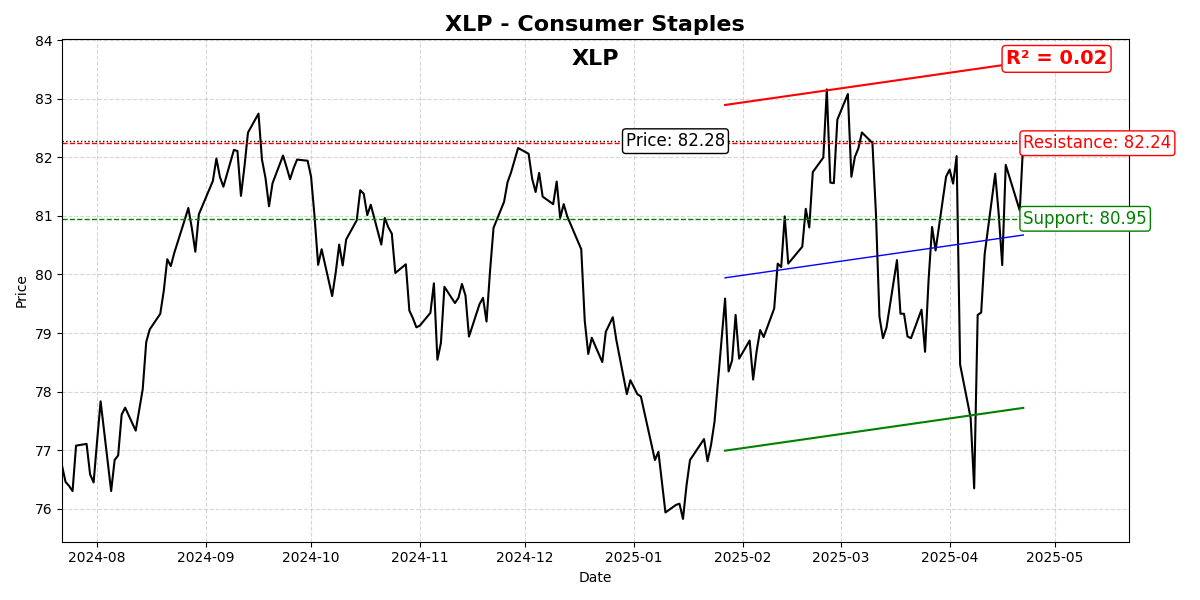 XLP - Consumer Staples
XLP
R² = 0.02
Price: 82.28
Resistance: 82.24
Support: 80.95
84
83
82
81
80
79
78
77
76
Price
2024-08
2024-09
2024-10
2024-11
2024-12
2025-01
2025-02
2025-03
2025-04
2025-05
Date